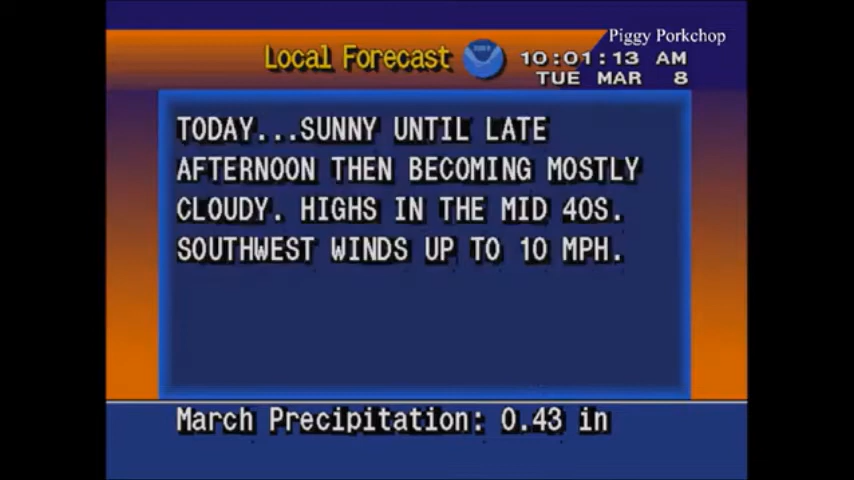 Piggy Porkchop
Local Forecast
10:01:13 AM
TUE MAR 8
TODAY...SUNNY UNTIL LATE
AFTERNOON THEN BECOMING MOSTLY
CLOUDY. HIGHS IN THE MID 40S.
SOUTHWEST WINDS UP TO 10 MPH.
March Precipitation: 0.43 in